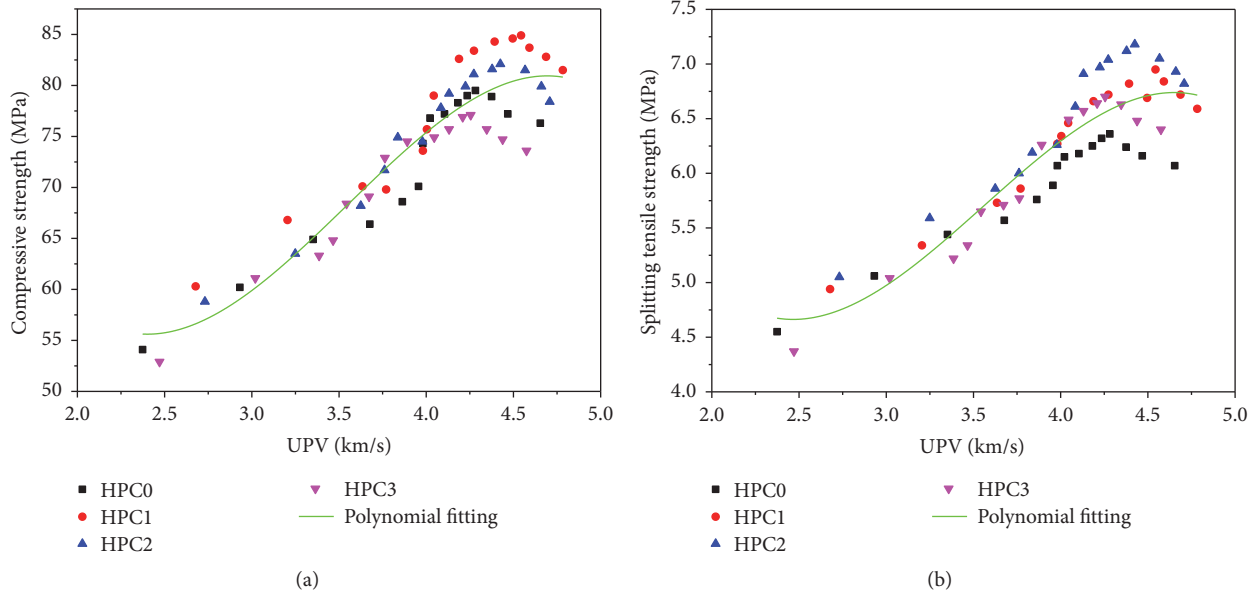 Compressive strength (MPa)
90
85
80
75
70
65
60
55
50
2.0 2.5 3.0 3.5 4.0 4.5 5.0
UPV (km/s)
HPC0
HPC1
HPC2
HPC3
Polynomial fitting
(a)
Splitting tensile strength (MPa)
7.5
7.0
6.5
6.0
5.5
5.0
4.5
4.0
2.0 2.5 3.0 3.5 4.0 4.5 5.0
UPV (km/s)
HPC0
HPC1
HPC2
HPC3
Polynomial fitting
(b)